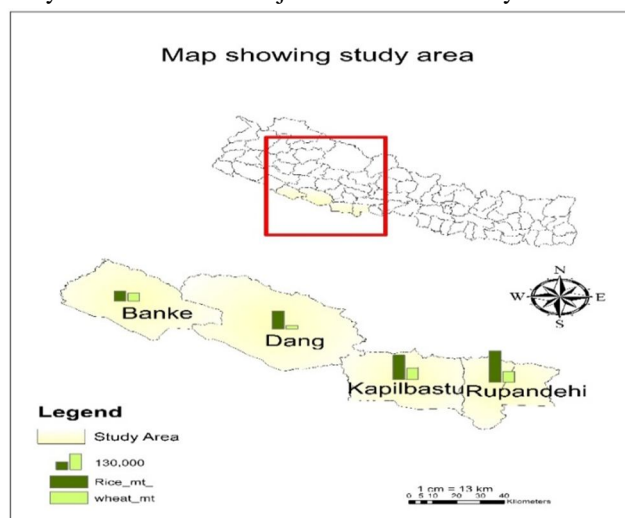 Map showing study area
N
W E
S
Banke
Dang
Kapilbastu
Rupandehi
Legend
Study Area
130,000
Rice_mt_
wheat_mt
1 cm = 13 km
0 5 10 20 30 40
Kilometers